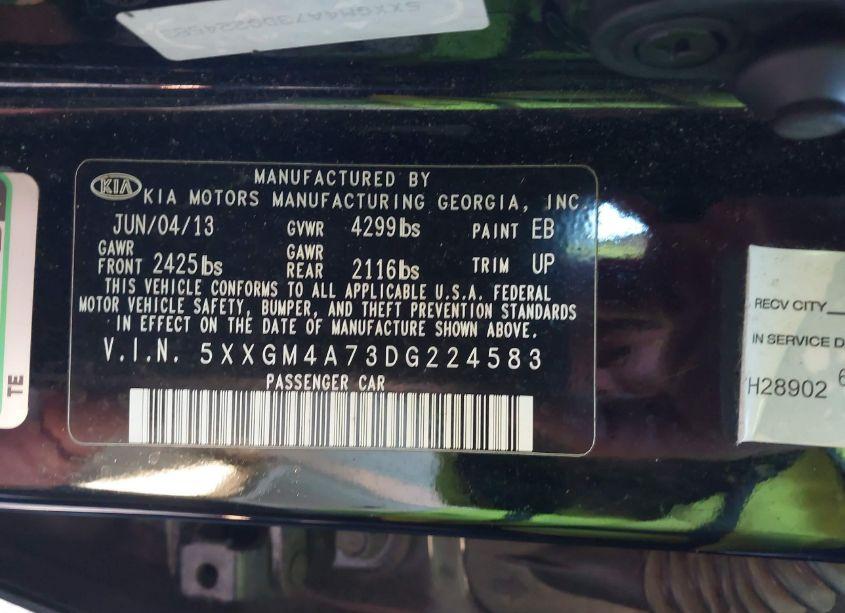 5XXGM4A73DG224583
KIA
MANUFACTURED BY
KIA MOTORS MANUFACTURING GEORGIA, INC.
JUN/04/13 GVWR 4299lbs PAINT EB
GAWR FRONT 2425lbs GAWR REAR 2116lbs TRIM UP
THIS VEHICLE CONFORMS TO ALL APPLICABLE U.S.A. FEDERAL
MOTOR VEHICLE SAFETY, BUMPER, AND THEFT PREVENTION STANDARDS
IN EFFECT ON THE DATE OF MANUFACTURE SHOWN ABOVE.
V.I.N. 5XXGM4A73DG224583
PASSENGER CAR
TE
RECV CITY
IN SERVICE D
H28902 6